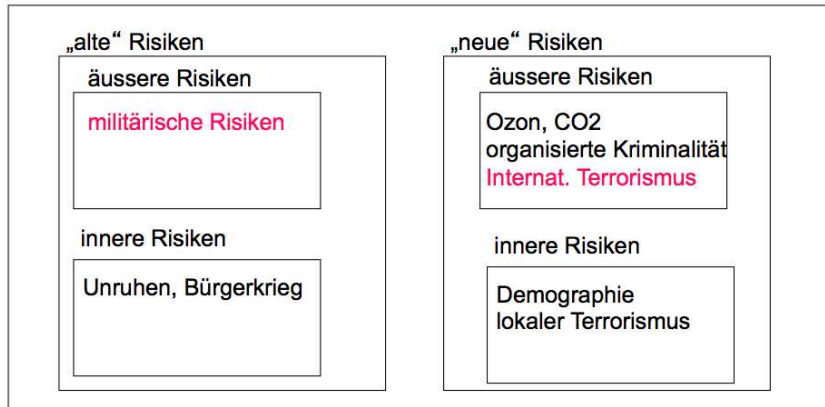 „alte“ Risiken
äussere Risiken
militärische Risiken
innere Risiken
Unruhen, Bürgerkrieg
„neue“ Risiken
äussere Risiken
Ozon, CO2
organisierte Kriminalität
Internat. Terrorismus
innere Risiken
Demographie
lokaler Terrorismus